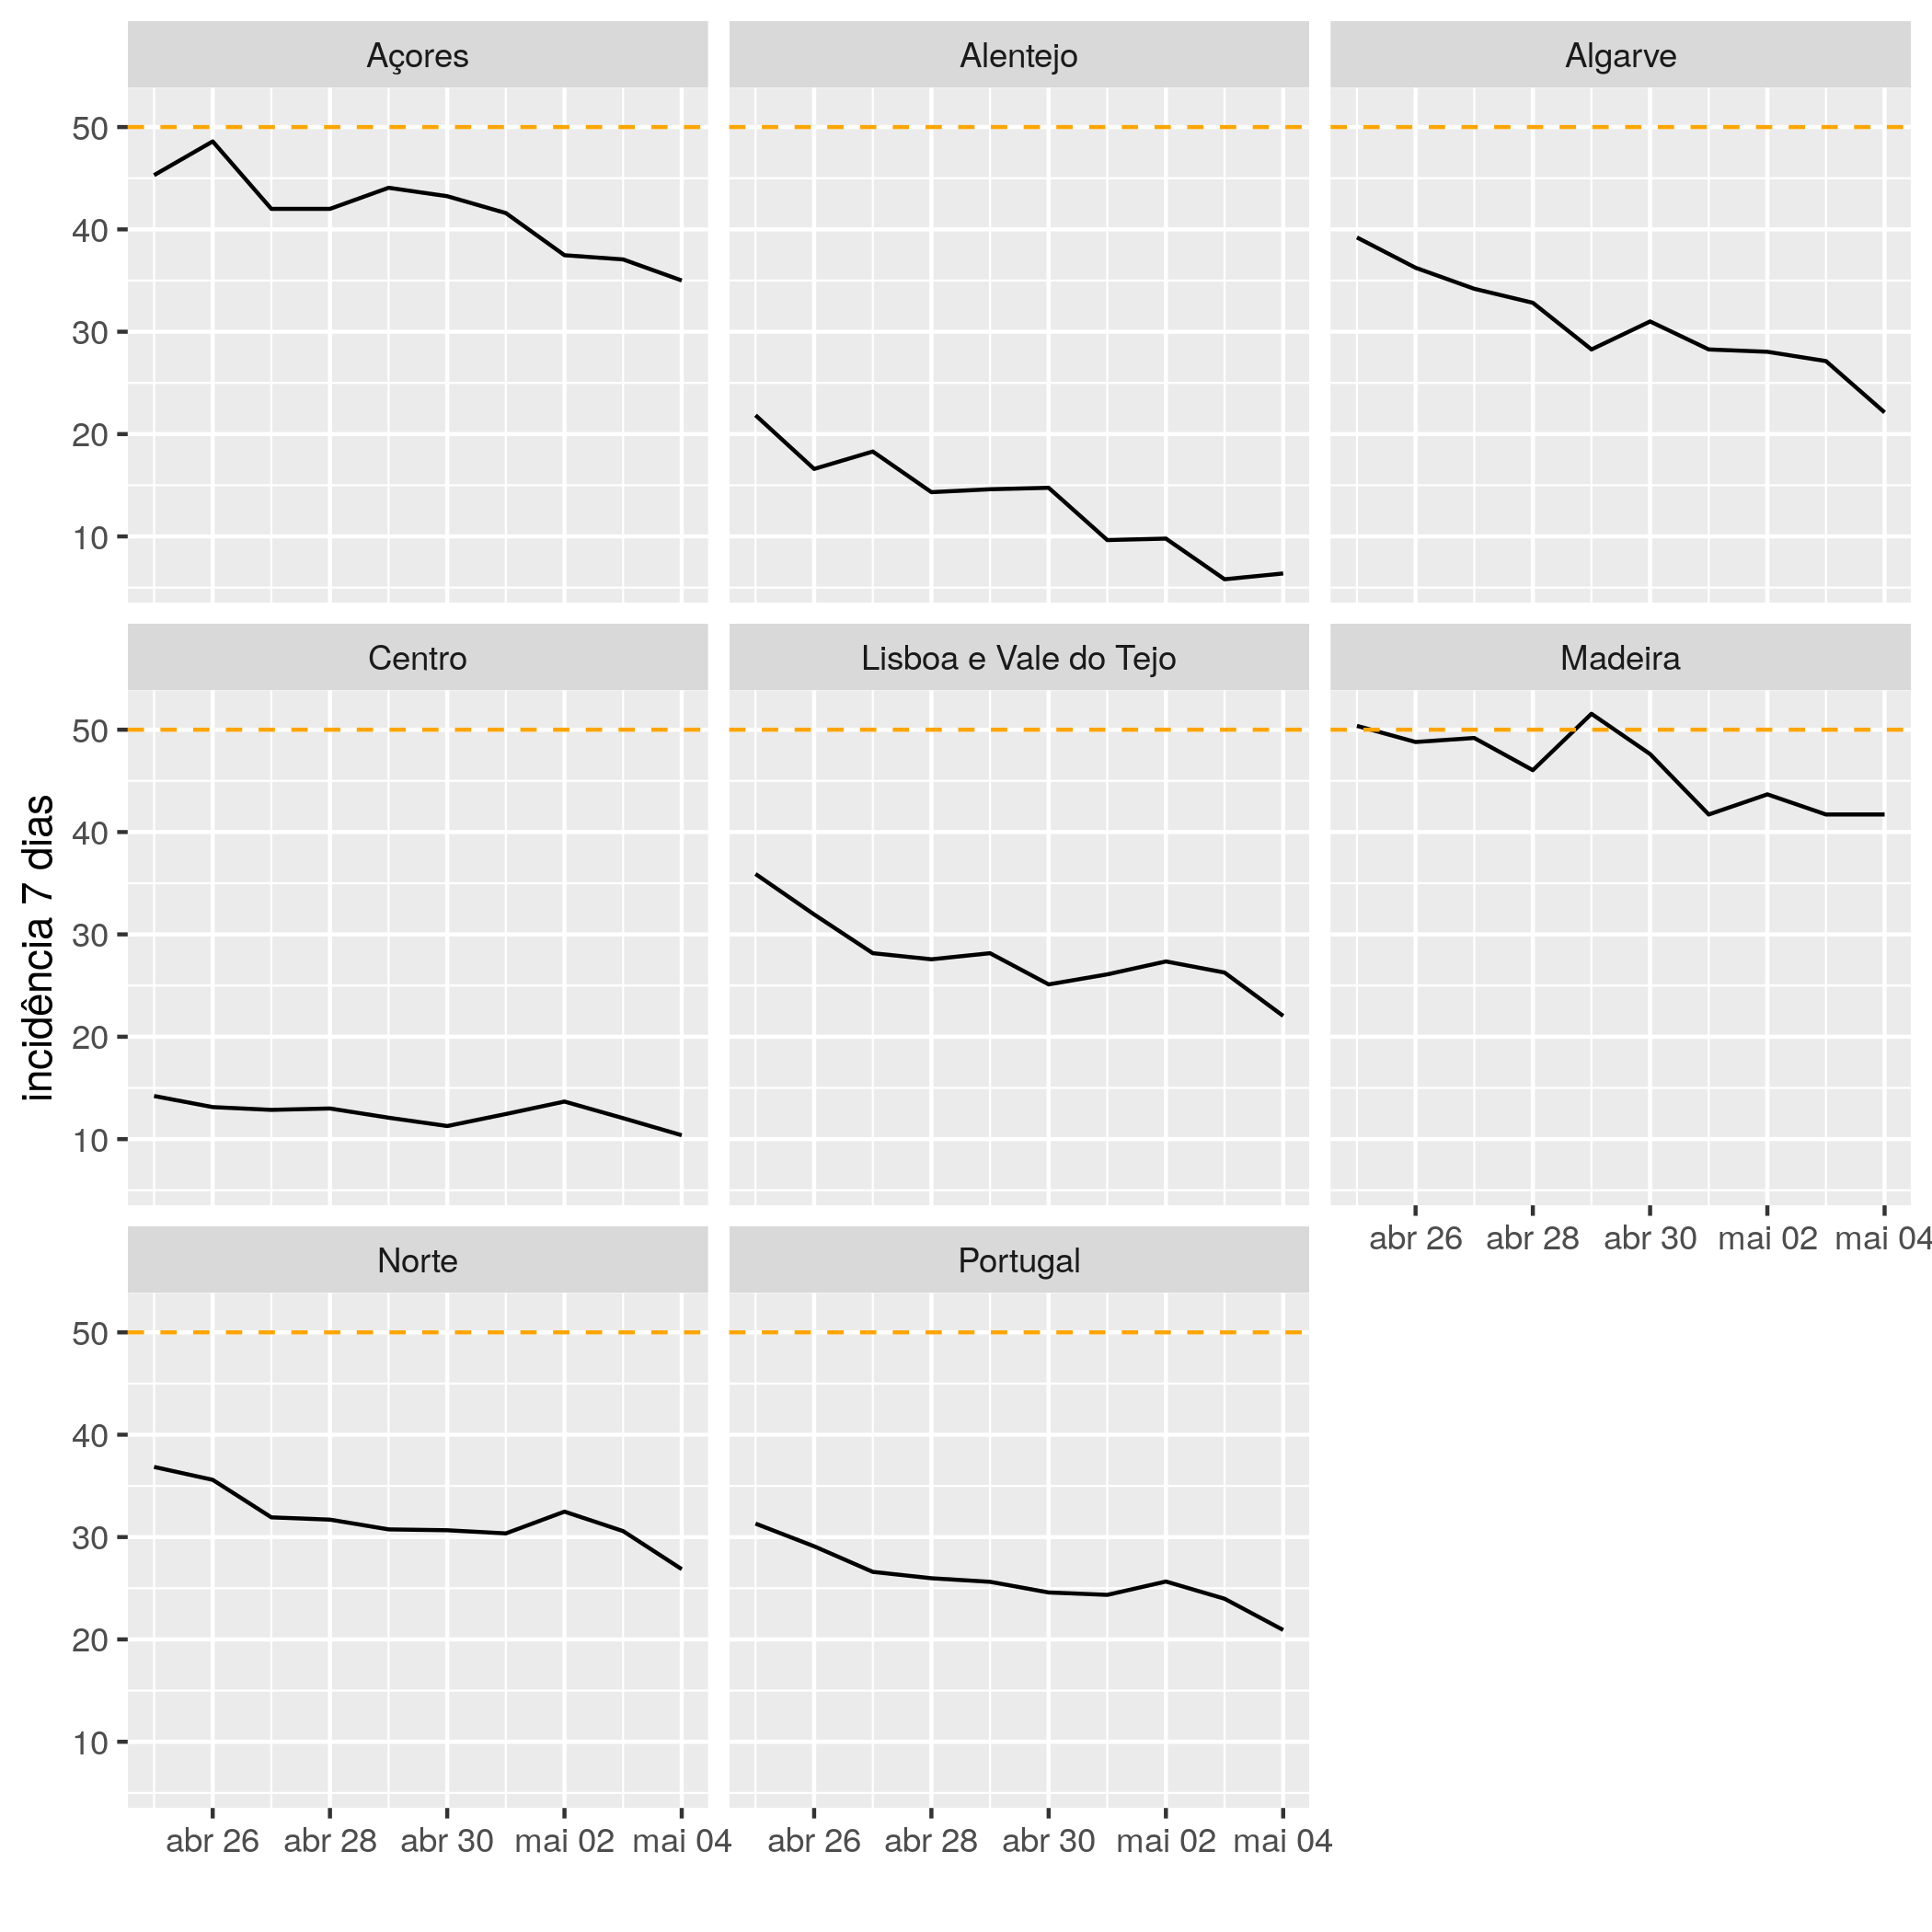 Açores
Alentejo
Algarve
50
40
30
20
10
Centro
Lisboa e Vale do Tejo
Madeira
50
40
30
20
10
incidência 7 dias
abr 26 abr 28 abr 30 mai 02 mai 04
Norte
Portugal
50
40
30
20
10
abr 26 abr 28 abr 30 mai 02 mai 04
abr 26 abr 28 abr 30 mai 02 mai 04